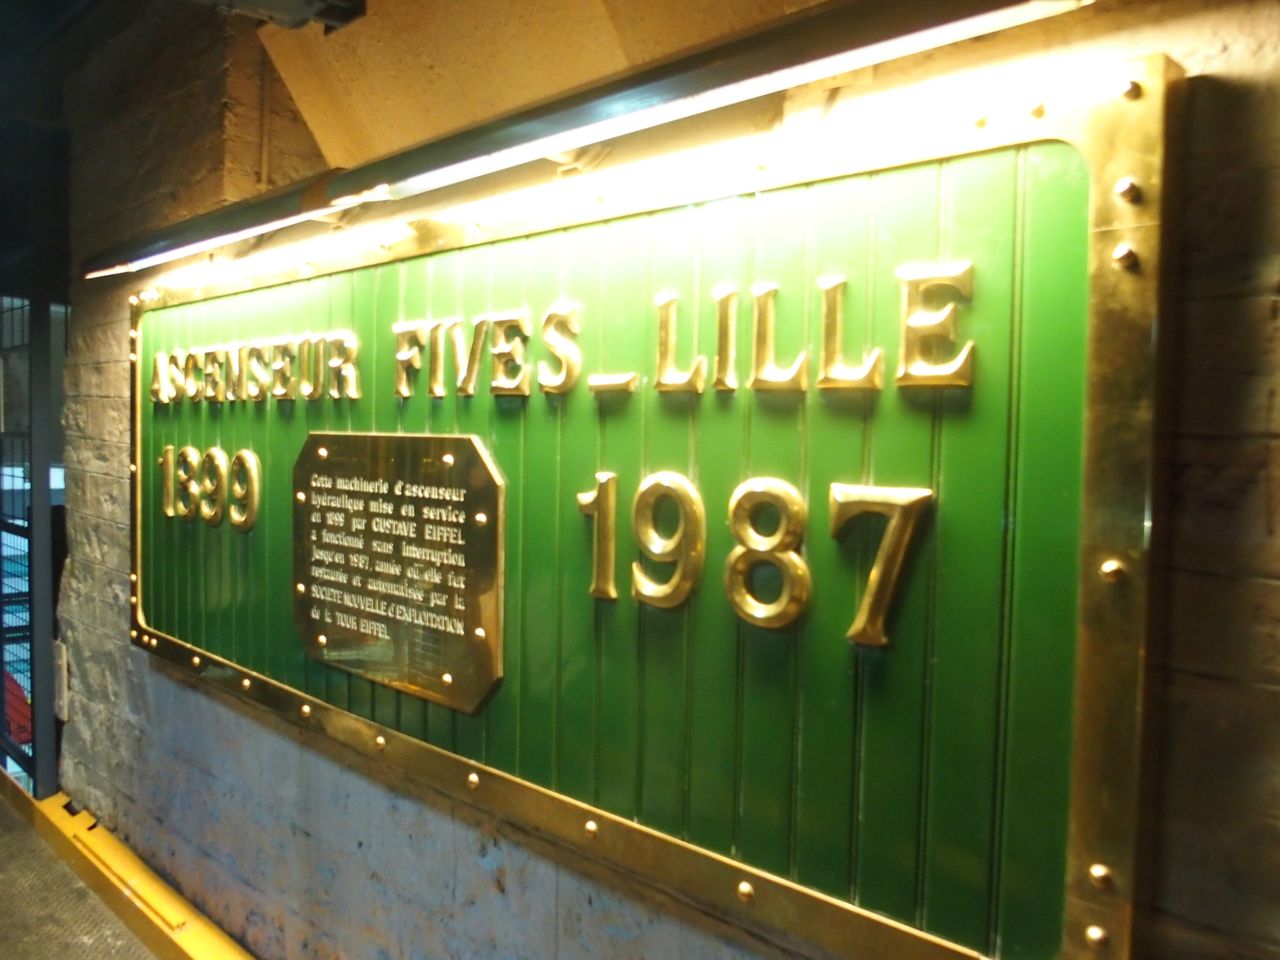 ASCENSEUR FIVES_LILLE
1899
Cette machinerie d'ascenseur
hydraulique mise en service
en 1899 par GUSTAVE EIFFEL
a fonctionné sans interruption
jusqu'en 1987, année où elle fut
restaurée et automatisée par la
SOCIETE NOUVELLE d'EXPLOITATION
de la TOUR EIFFEL
1987